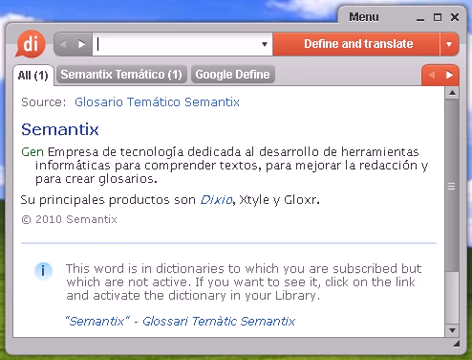 Menu
di
Define and translate
All (1) Semantix Temático (1) Google Define
Source: Glosario Temático Semantix
Semantix
Gen Empresa de tecnología dedicada al desarrollo de herramientas
informáticas para comprender textos, para mejorar la redacción y
para crear glosarios.
Su principales productos son Dixio, Xtyle y Gloxr.
© 2010 Semantix
i
This word is in dictionaries to which you are subscribed but
which are not active. If you want to see it, click on the link
and activate the dictionary in your Library.
"Semantix" - Glossari Temàtic Semantix